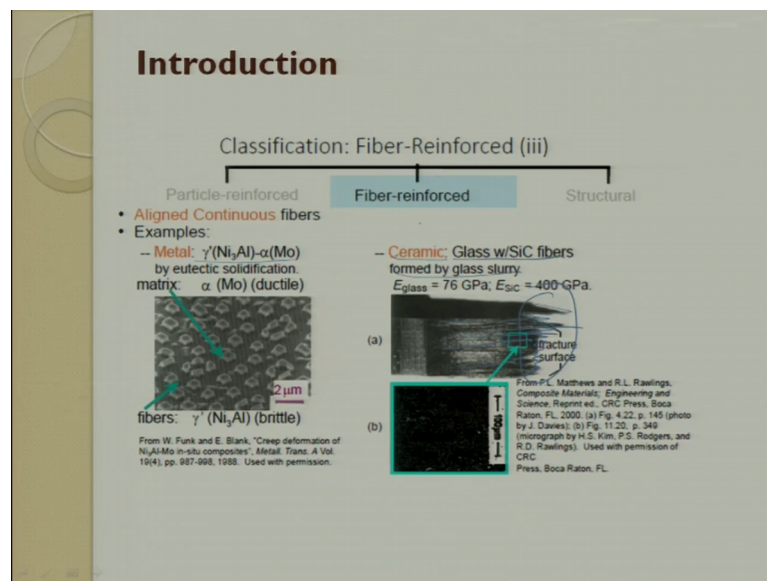 Introduction
Classification: Fiber-Reinforced (iii)
Particle-reinforced
Fiber-reinforced
Structural
• Aligned Continuous fibers
• Examples:
-- Metal: γ'(Ni₃Al)-α(Mo)
by eutectic solidification.
matrix: α (Mo) (ductile)
2 μm
fibers: γ' (Ni₃Al) (brittle)
From W. Funk and E. Blank, "Creep deformation of
Ni₃Al-Mo in-situ composites", Metall. Trans. A Vol.
19(4), pp. 987-998, 1988. Used with permission.
-- Ceramic: Glass w/SiC fibers
formed by glass slurry.
Eglass = 76 GPa; ESiC = 400 GPa.
(a)
fracture
surface
(b)
100μm
From P.L. Matthews and R.L. Rawlings,
Composite Materials; Engineering and
Science, Reprint ed., CRC Press, Boca
Raton, FL, 2000. (a) Fig. 4.22, p. 145 (photo
by J. Davies); (b) Fig. 11.20, p. 349
(micrograph by H.S. Kim, P.S. Rodgers, and
R.D. Rawlings). Used with permission of
CRC
Press, Boca Raton, FL.